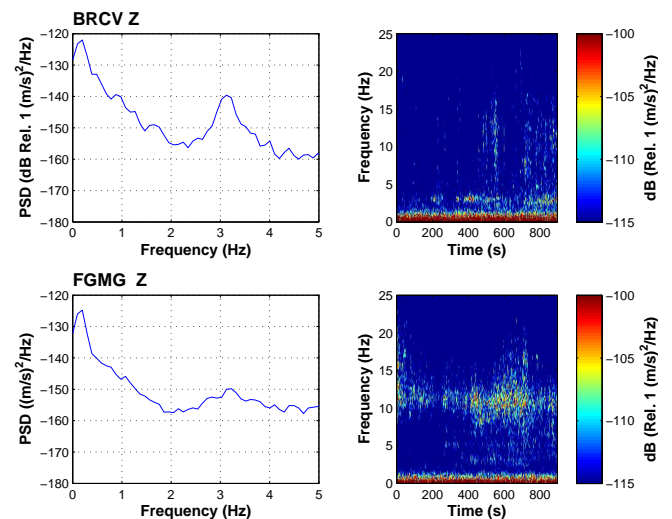 BRCV Z
PSD (dB Rel. 1 (m/s)²/Hz)
−120
−130
−140
−150
−160
−170
−180
0 1 2 3 4 5
Frequency (Hz)
Frequency (Hz)
25
20
15
10
5
0
0 200 400 600 800
Time (s)
−100
−105
−110
−115
dB (Rel. 1 (m/s)²/Hz)
FGMG Z
PSD ((m/s)²/Hz)
−120
−130
−140
−150
−160
−170
−180
0 1 2 3 4 5
Frequency (Hz)
Frequency (Hz)
25
20
15
10
5
0
0 200 400 600 800
Time (s)
−100
−105
−110
−115
dB (Rel. 1 (m/s)²/Hz)